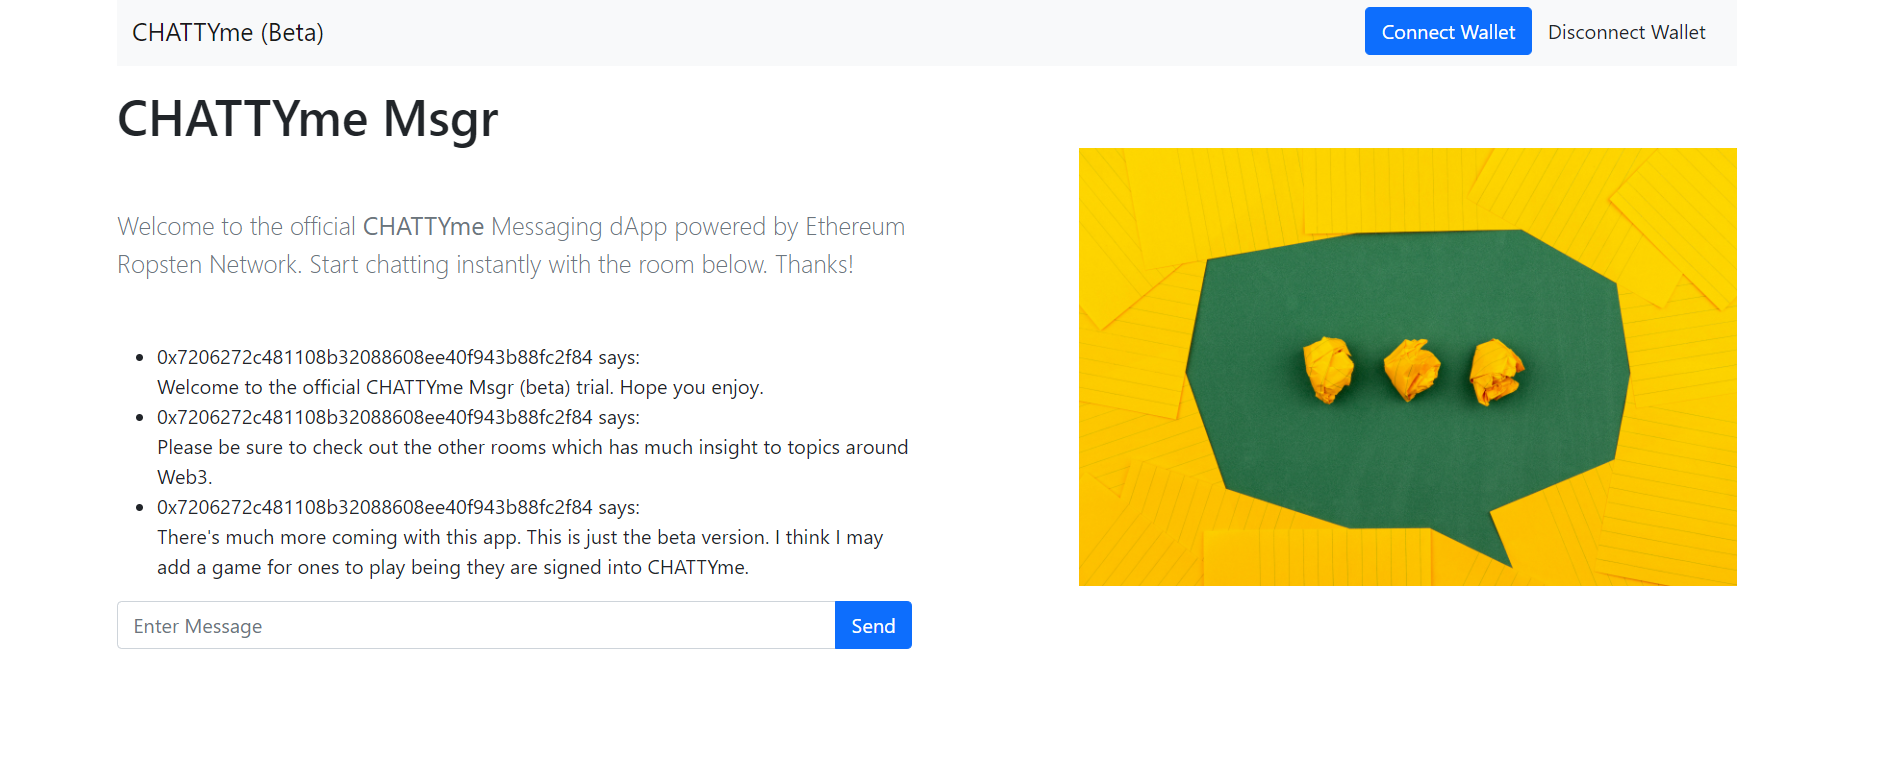 CHATTYme (Beta)
Connect Wallet
Disconnect Wallet
CHATTYme Msgr
Welcome to the official CHATTYme Messaging dApp powered by Ethereum
Ropsten Network. Start chatting instantly with the room below. Thanks!
0x7206272c481108b32088608ee40f943b88fc2f84 says:
Welcome to the official CHATTYme Msgr (beta) trial. Hope you enjoy.
0x7206272c481108b32088608ee40f943b88fc2f84 says:
Please be sure to check out the other rooms which has much insight to topics around
Web3.
0x7206272c481108b32088608ee40f943b88fc2f84 says:
There's much more coming with this app. This is just the beta version. I think I may
add a game for ones to play being they are signed into CHATTYme.
Enter Message
Send